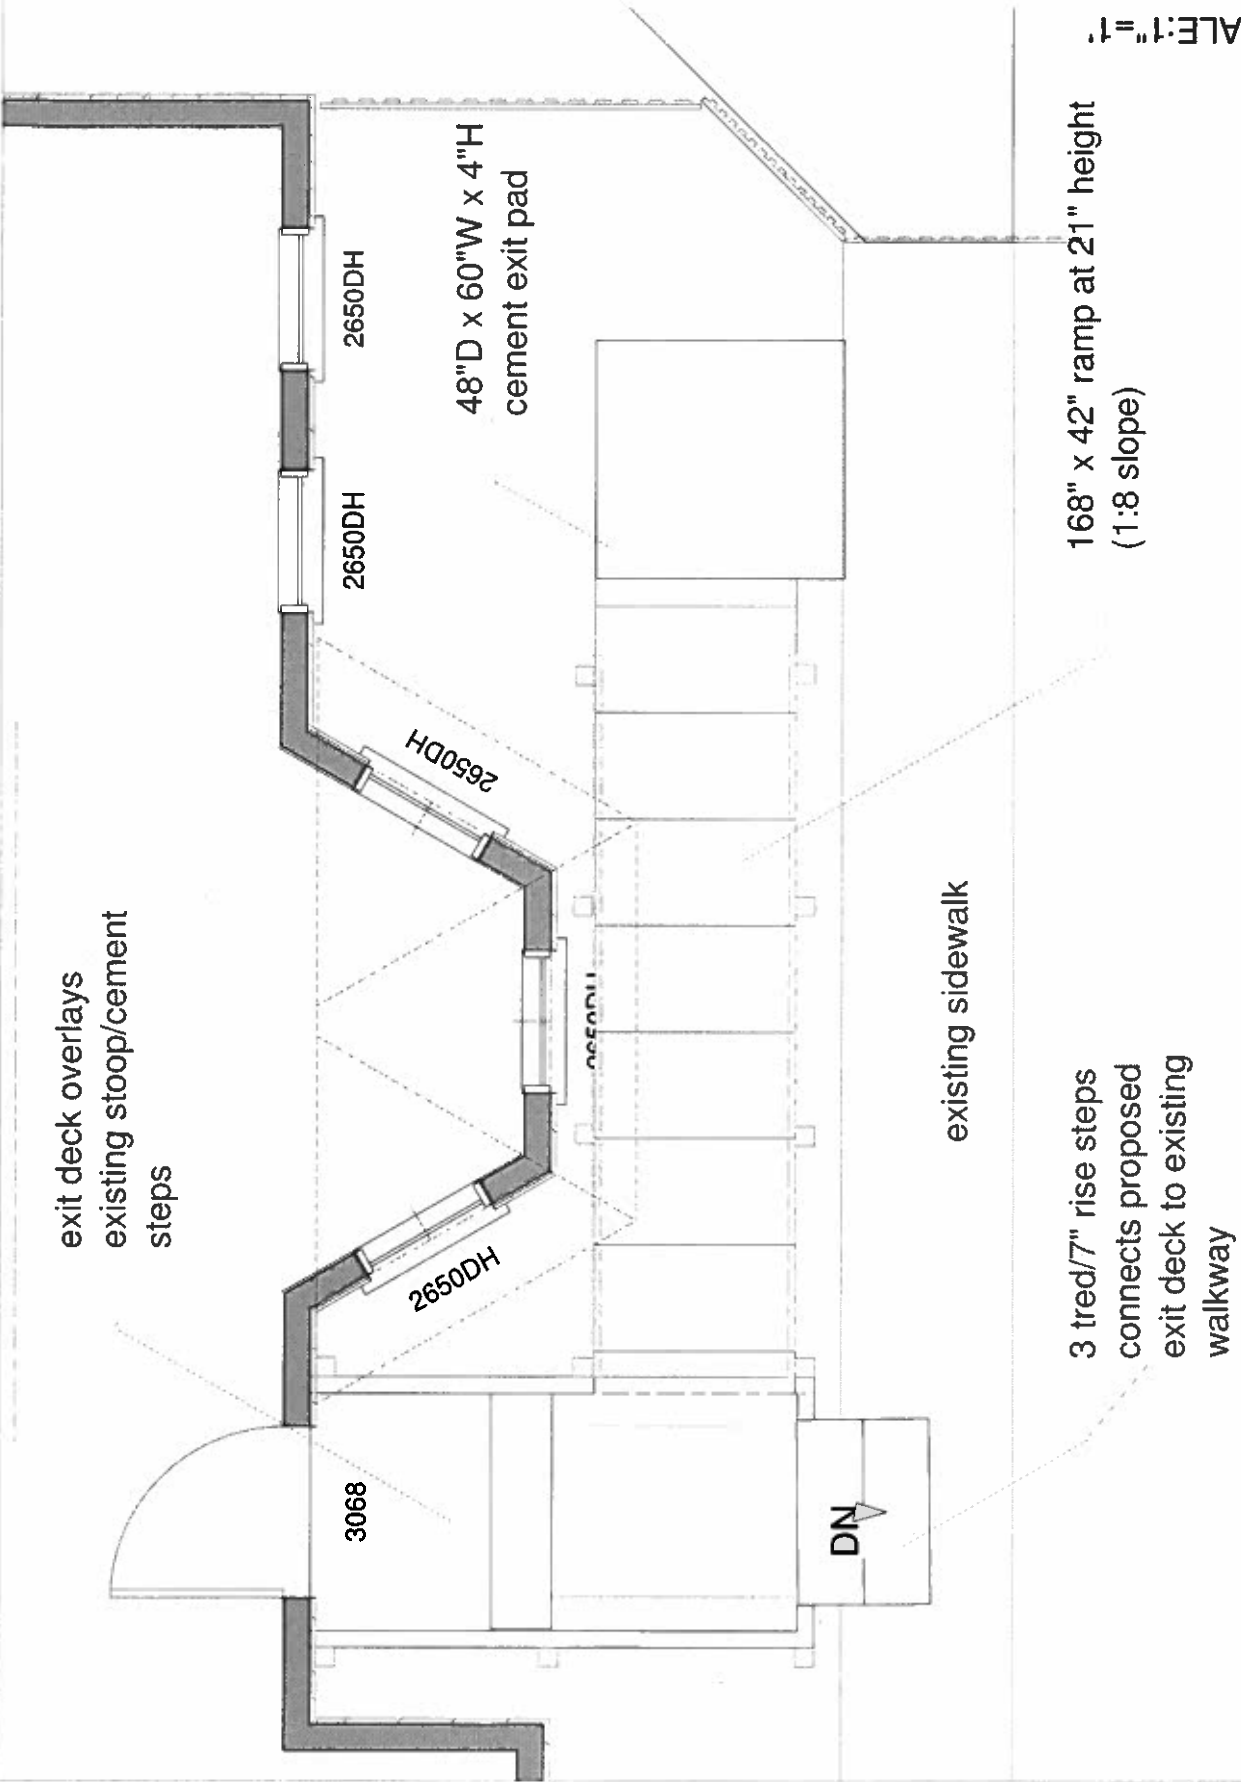 exit deck overlays
existing stoop/cement
steps
48"D x 60"W x 4"H
cement exit pad
2650DH
2650DH
2650DH
2650DH
2650DH
3068
DN
existing sidewalk
168" x 42" ramp at 21" height
(1:8 slope)
3 tred/7" rise steps
connects proposed
exit deck to existing
walkway
ALE:1"=1'